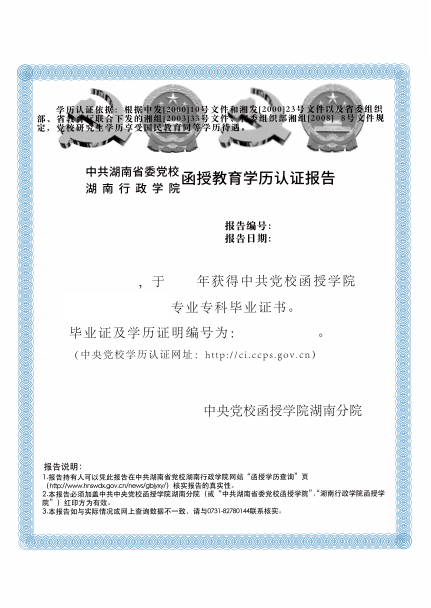 学历认证依据：根据中发[2000]10号文件和湘发[2000]23号文件以及省委组织
部、省教育厅联合下发的湘组[2003]33号文件、省委组织部湘组[2008] 8号文件规
定，党校研究生学历享受国民教育同等学历待遇。
中共湖南省委党校
湖南行政学院 函授教育学历认证报告
报告编号：
报告日期：
，于 年获得中共党校函授学院
专业专科毕业证书。
毕业证及学历证明编号为： 。
（中央党校学历认证网址：http://ci.ccps.gov.cn）
中央党校函授学院湖南分院
报告说明：
1.报告持有人可以凭此报告在中共湖南省党校湖南行政学院网站“函授学历查询”页
（http://www.hnswdx.gov.cn/news/gbjyxy/）核实报告的真实性。
2.本报告必须加盖中共中央党校函授学院湖南分院（或“中共湖南省委党校函授学院”、“湖南行政学院函授学
院”）红印方为有效。
3.本报告如与实际情况或网上查询数据不一致，请与0731-82780144联系核实。